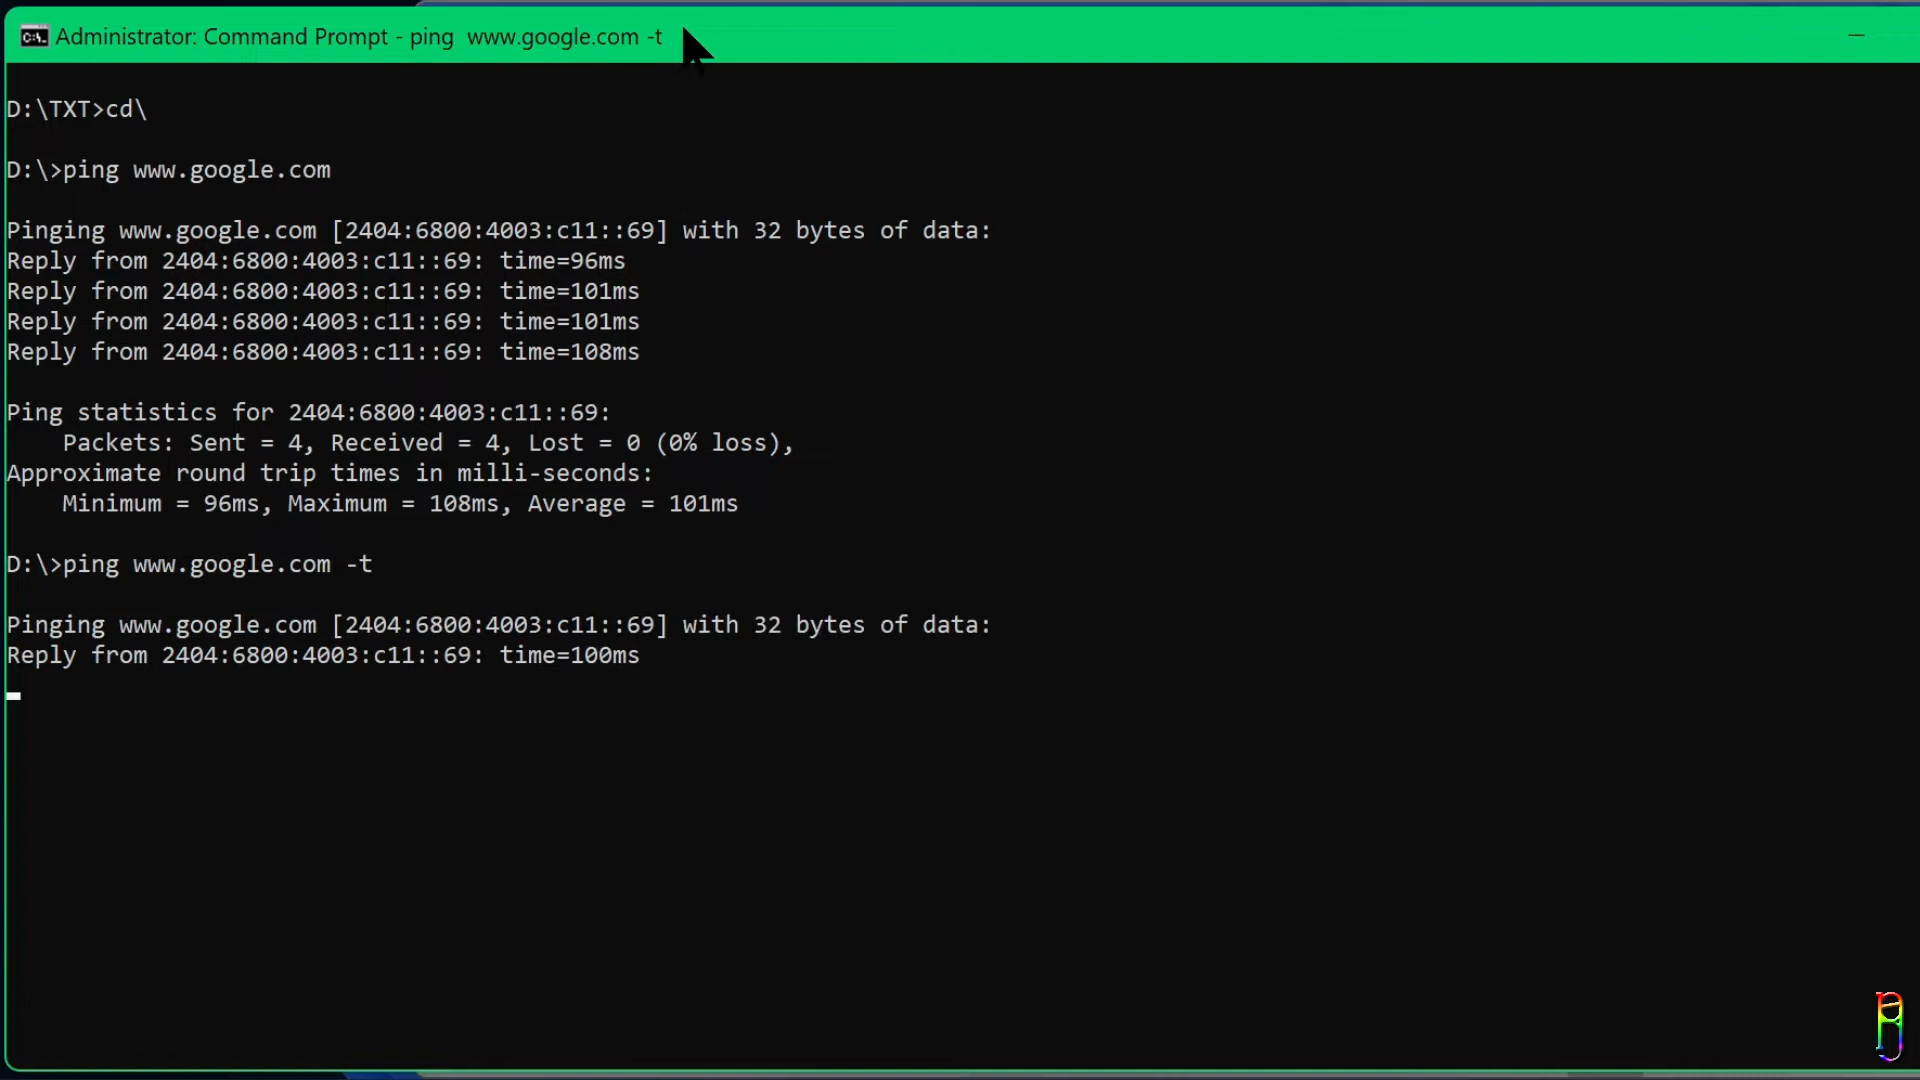 Administrator: Command Prompt - ping  www.google.com -t
D:\TXT>cd\
D:\>ping www.google.com
Pinging www.google.com [2404:6800:4003:c11::69] with 32 bytes of data:
Reply from 2404:6800:4003:c11::69: time=96ms
Reply from 2404:6800:4003:c11::69: time=101ms
Reply from 2404:6800:4003:c11::69: time=101ms
Reply from 2404:6800:4003:c11::69: time=108ms
Ping statistics for 2404:6800:4003:c11::69:
    Packets: Sent = 4, Received = 4, Lost = 0 (0% loss),
Approximate round trip times in milli-seconds:
    Minimum = 96ms, Maximum = 108ms, Average = 101ms
D:\>ping www.google.com -t
Pinging www.google.com [2404:6800:4003:c11::69] with 32 bytes of data:
Reply from 2404:6800:4003:c11::69: time=100ms